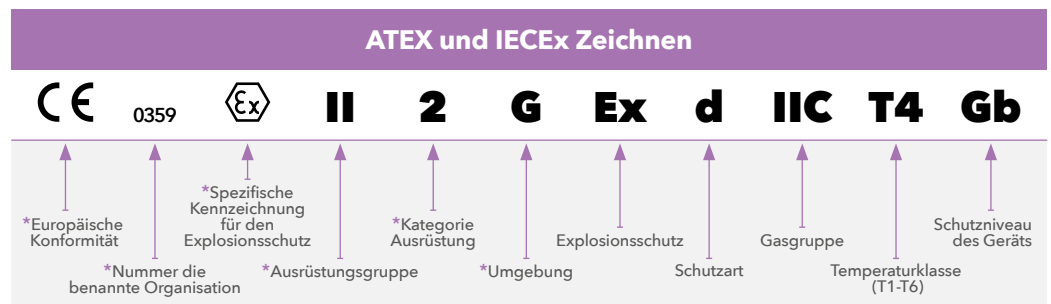 ATEX und IECEx Zeichnen
CE 0359 Ex II 2 G Ex d IIC T4 Gb
*Europäische
Konformität
*Nummer die
benannte Organisation
*Spezifische
Kennzeichnung
für den
Explosionsschutz
*Ausrüstungsgruppe
*Kategorie
Ausrüstung
*Umgebung
Explosionsschutz
Schutzart
Gasgruppe
Temperaturklasse
(T1-T6)
Schutzniveau
des Geräts